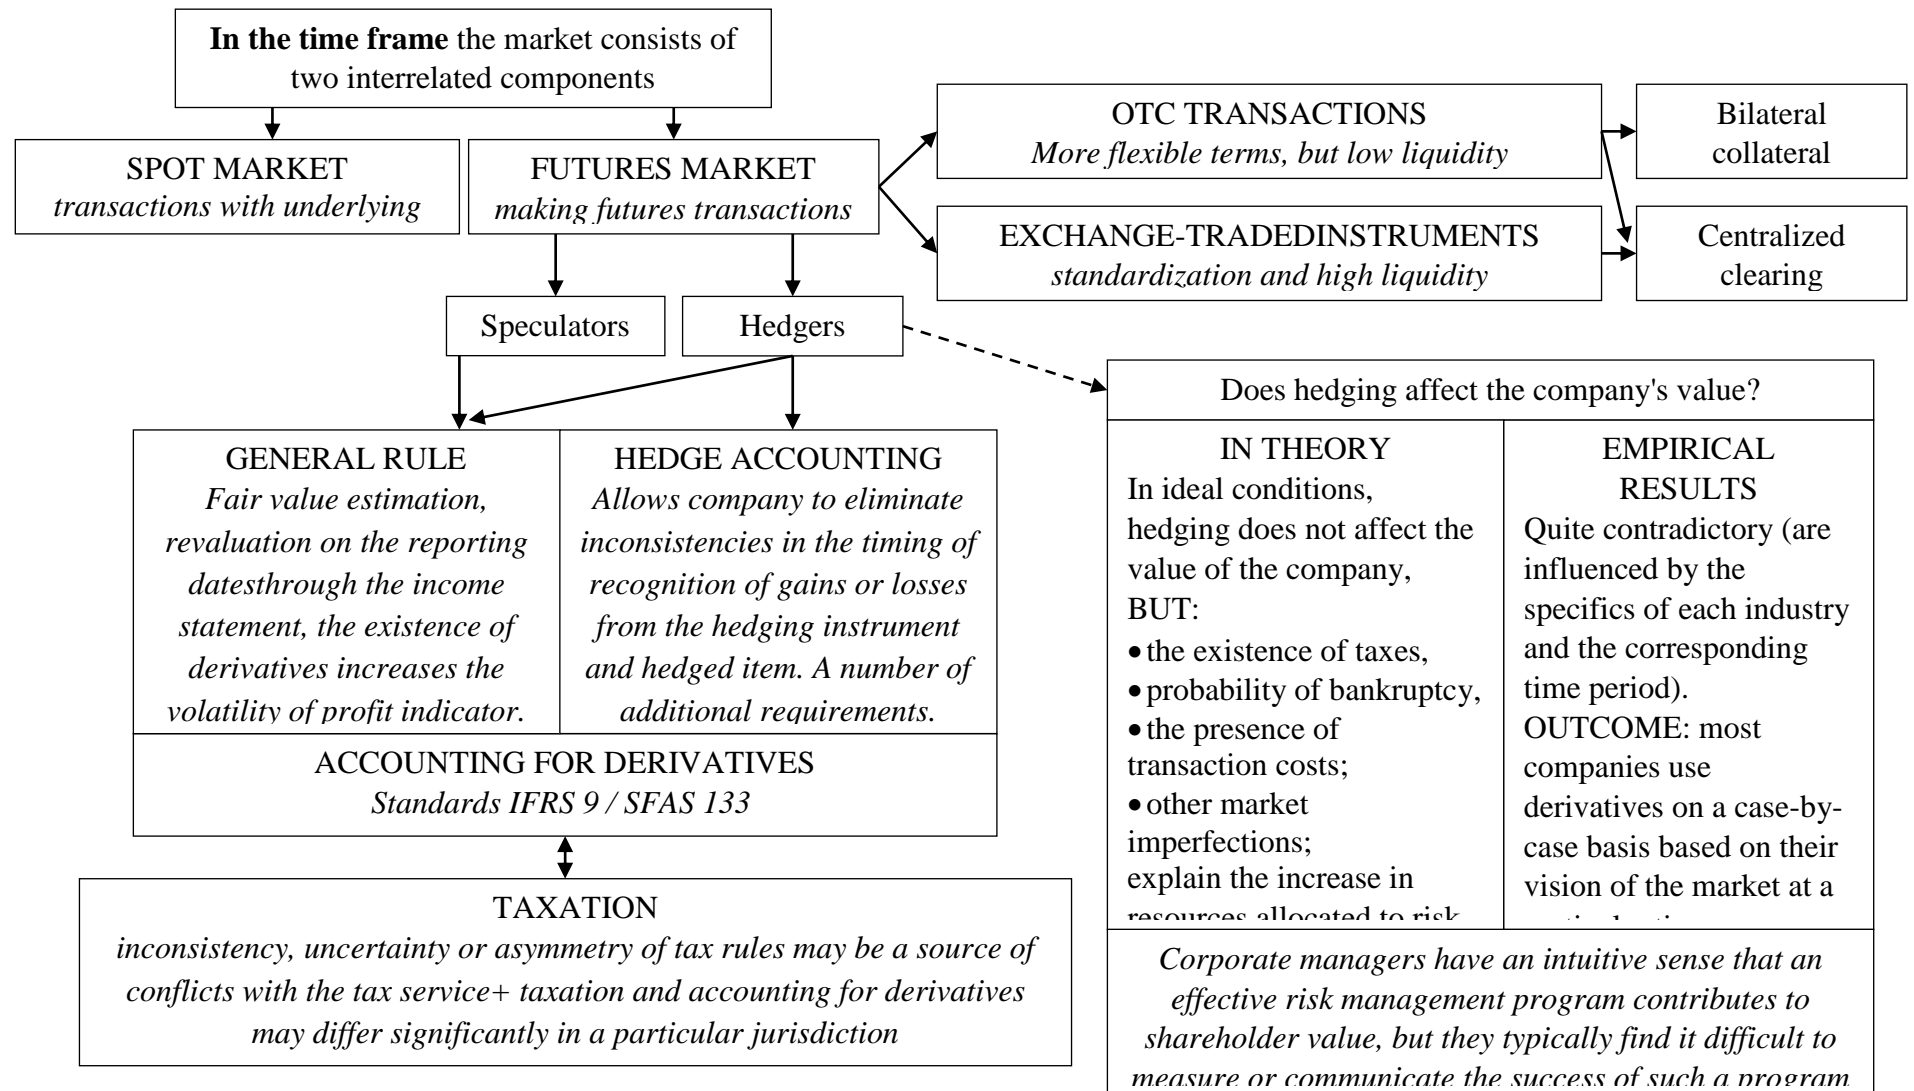 In the time frame the market consists of
two interrelated components
SPOT MARKET
transactions with underlying
FUTURES MARKET
making futures transactions
OTC TRANSACTIONS
More flexible terms, but low liquidity
Bilateral
collateral
EXCHANGE-TRADEDINSTRUMENTS
standardization and high liquidity
Centralized
clearing
Speculators
Hedgers
GENERAL RULE
Fair value estimation,
revaluation on the reporting
datesthrough the income
statement, the existence of
derivatives increases the
volatility of profit indicator.
HEDGE ACCOUNTING
Allows company to eliminate
inconsistencies in the timing of
recognition of gains or losses
from the hedging instrument
and hedged item. A number of
additional requirements.
ACCOUNTING FOR DERIVATIVES
Standards IFRS 9 / SFAS 133
TAXATION
inconsistency, uncertainty or asymmetry of tax rules may be a source of
conflicts with the tax service+ taxation and accounting for derivatives
may differ significantly in a particular jurisdiction
Does hedging affect the company's value?
IN THEORY
In ideal conditions,
hedging does not affect the
value of the company,
BUT:
• the existence of taxes,
• probability of bankruptcy,
• the presence of
transaction costs;
• other market
imperfections;
explain the increase in
resources allocated to risk
EMPIRICAL
RESULTS
Quite contradictory (are
influenced by the
specifics of each industry
and the corresponding
time period).
OUTCOME: most
companies use
derivatives on a case-by-
case basis based on their
vision of the market at a
Corporate managers have an intuitive sense that an
effective risk management program contributes to
shareholder value, but they typically find it difficult to
measure or communicate the success of such a program